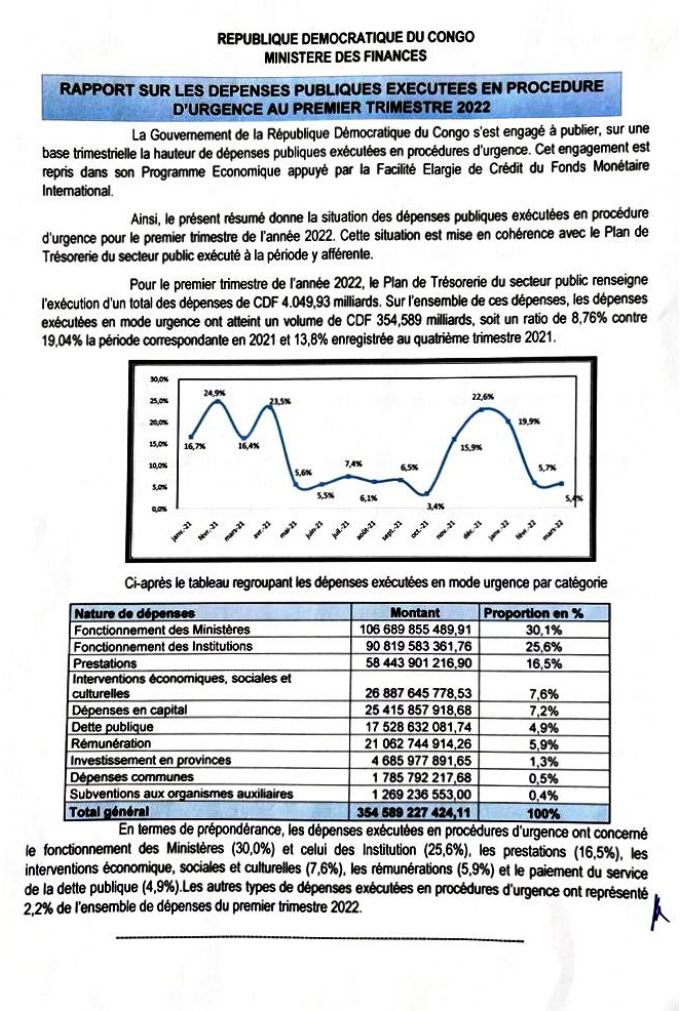 REPUBLIQUE DEMOCRATIQUE DU CONGO
MINISTERE DES FINANCES
RAPPORT SUR LES DEPENSES PUBLIQUES EXECUTEES EN PROCEDURE
D'URGENCE AU PREMIER TRIMESTRE 2022
La Gouvernement de la République Démocratique du Congo s'est engagé à publier, sur une
base trimestrielle la hauteur de dépenses publiques exécutées en procédures d'urgence. Cet engagement est
repris dans son Programme Economique appuyé par la Facilité Elargie de Crédit du Fonds Monétaire
International.
Ainsi, le présent résumé donne la situation des dépenses publiques exécutées en procédure
d'urgence pour le premier trimestre de l'année 2022. Cette situation est mise en cohérence avec le Plan de
Trésorerie du secteur public exécuté à la période y afférente.
Pour le premier trimestre de l'année 2022, le Plan de Trésorerie du secteur public renseigne
l'exécution d'un total des dépenses de CDF 4.049,93 milliards. Sur l'ensemble de ces dépenses, les dépenses
exécutées en mode urgence ont atteint un volume de CDF 354,589 milliards, soit un ratio de 8,76% contre
19,04% la période correspondante en 2021 et 13,8% enregistrée au quatrième trimestre 2021.
30,0%
25,0%
20,0%
15,0%
10,0%
5,0%
0,0%
16,7%
24,9%
16,4%
23,5%
5,6%
5,5%
7,4%
6,1%
6,5%
3,4%
15,9%
22,6%
19,9%
5,7%
5,4%
janv.-21
févr.-21
mars-21
avr.-21
mai-21
juin-21
juil.-21
août-21
sept.-21
oct.-21
nov.-21
déc.-21
janv.-22
févr.-22
mars-22
Ci-après le tableau regroupant les dépenses exécutées en mode urgence par catégorie
Nature de dépenses Montant Proportion en %
Fonctionnement des Ministères 106 689 855 489,91 30,1%
Fonctionnement des Institutions 90 819 583 361,76 25,6%
Prestations 58 443 901 216,90 16,5%
Interventions économiques, sociales et
culturelles 26 887 645 778,53 7,6%
Dépenses en capital 25 415 857 918,68 7,2%
Dette publique 17 528 632 081,74 4,9%
Rémunération 21 062 744 914,26 5,9%
Investissement en provinces 4 685 977 891,65 1,3%
Dépenses communes 1 785 792 217,68 0,5%
Subventions aux organismes auxiliaires 1 269 236 553,00 0,4%
Total général 354 589 227 424,11 100%
En termes de prépondérance, les dépenses exécutées en procédures d'urgence ont concerné
le fonctionnement des Ministères (30,0%) et celui des Institution (25,6%), les prestations (16,5%), les
interventions économique, sociales et culturelles (7,6%), les rémunérations (5,9%) et le paiement du service
de la dette publique (4,9%).Les autres types de dépenses exécutées en procédures d'urgence ont représenté
2,2% de l'ensemble de dépenses du premier trimestre 2022.